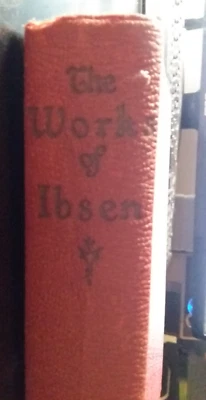 The
Works
of
Ibsen